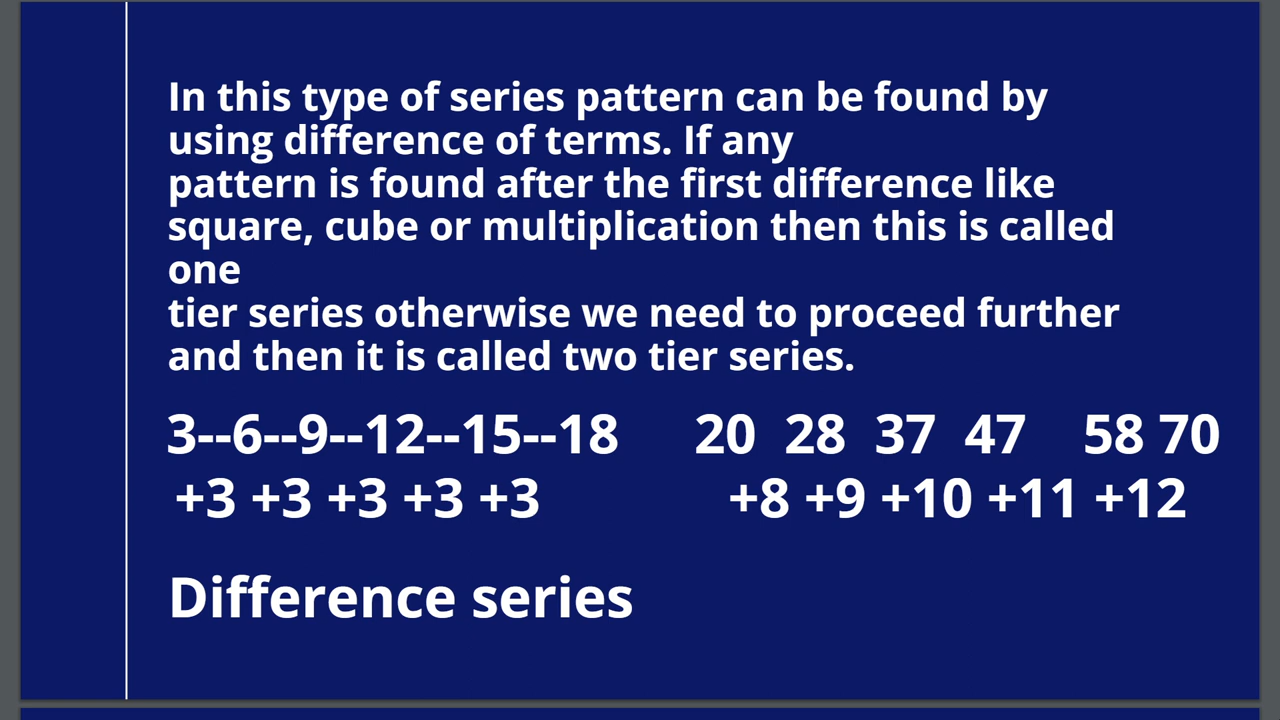 In this type of series pattern can be found by
using difference of terms. If any
pattern is found after the first difference like
square, cube or multiplication then this is called
one
tier series otherwise we need to proceed further
and then it is called two tier series.
3--6--9--12--15--18 20 28 37 47 58 70
+3 +3 +3 +3 +3 +8 +9 +10 +11 +12
Difference series